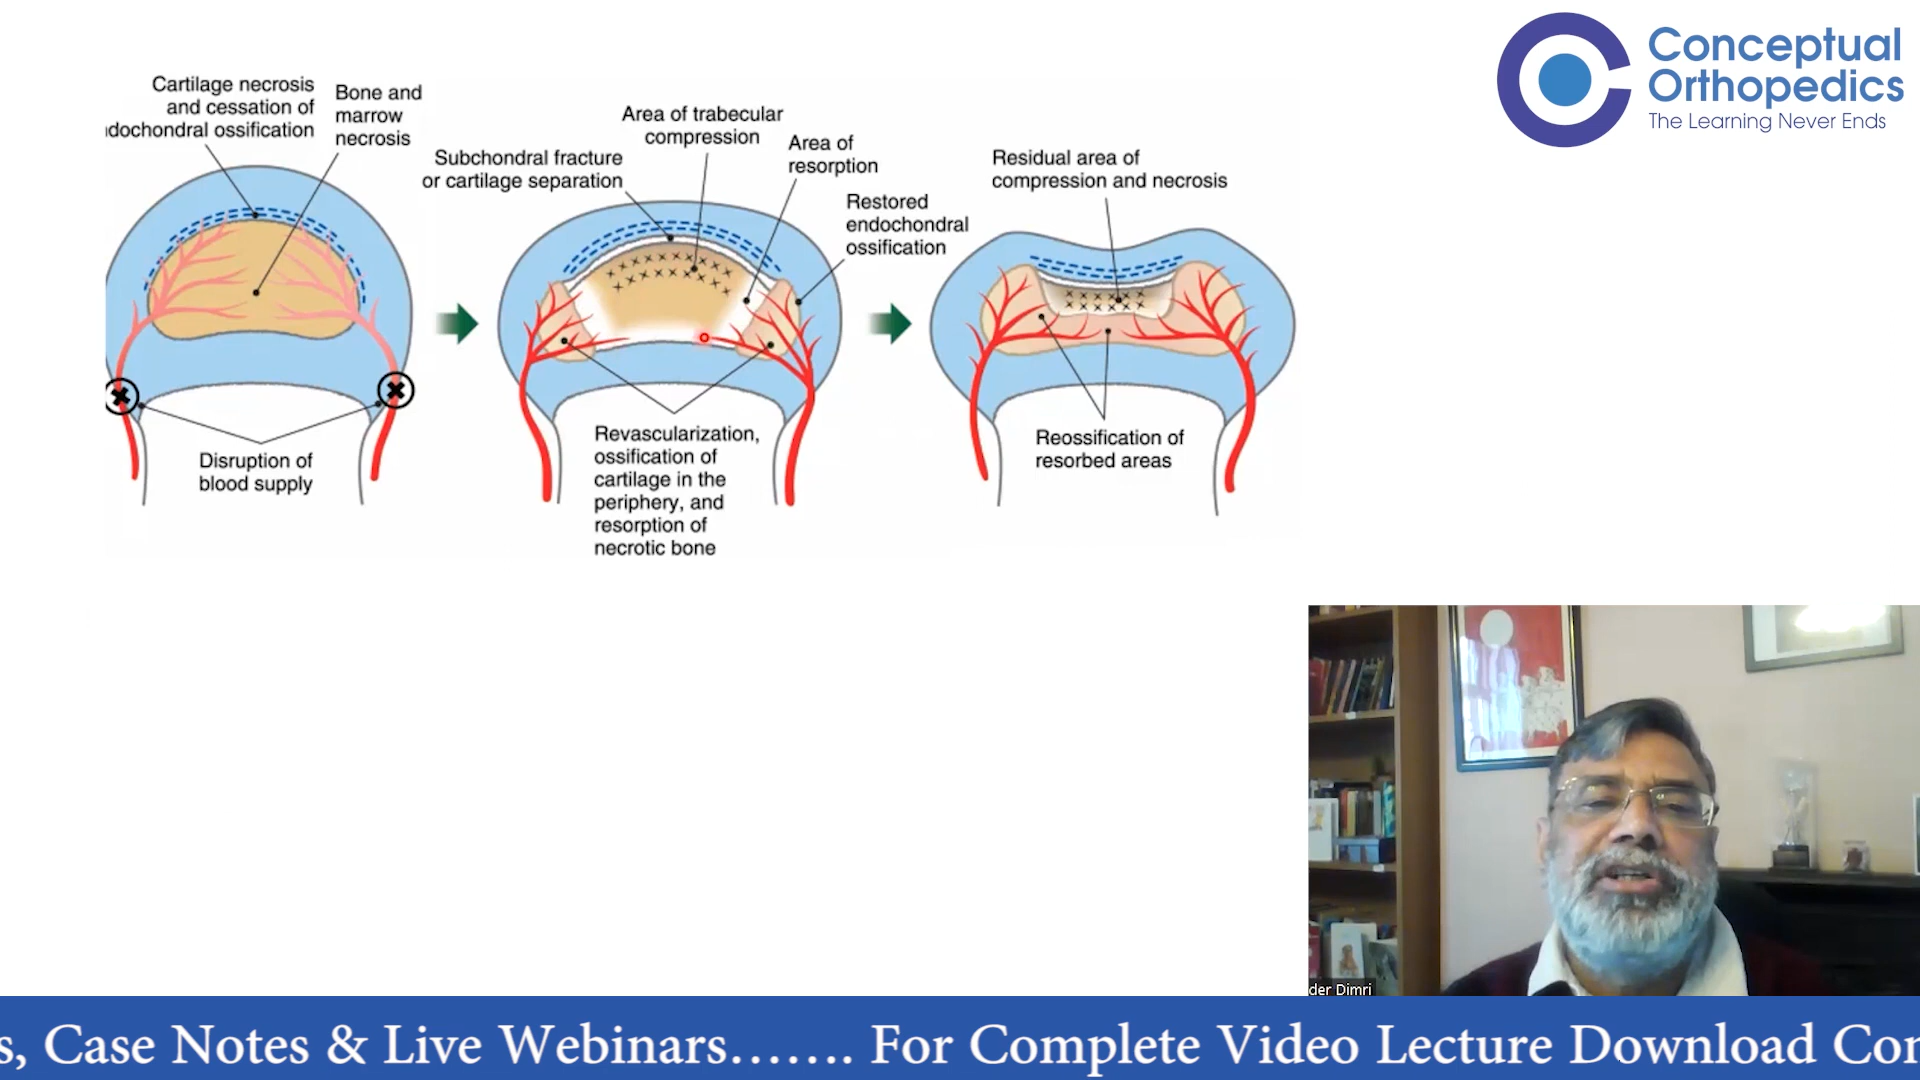 Conceptual
Orthopedics
The Learning Never Ends
Cartilage necrosis
and cessation of
ndochondral ossification
Bone and
marrow
necrosis
Disruption of
blood supply
Subchondral fracture
or cartilage separation
Area of trabecular
compression
Area of
resorption
Restored
endochondral
ossification
Revascularization,
ossification of
cartilage in the
periphery, and
resorption of
necrotic bone
Residual area of
compression and necrosis
Reossification of
resorbed areas
der Dimri
s, Case Notes & Live Webinars....... For Complete Video Lecture Download Con